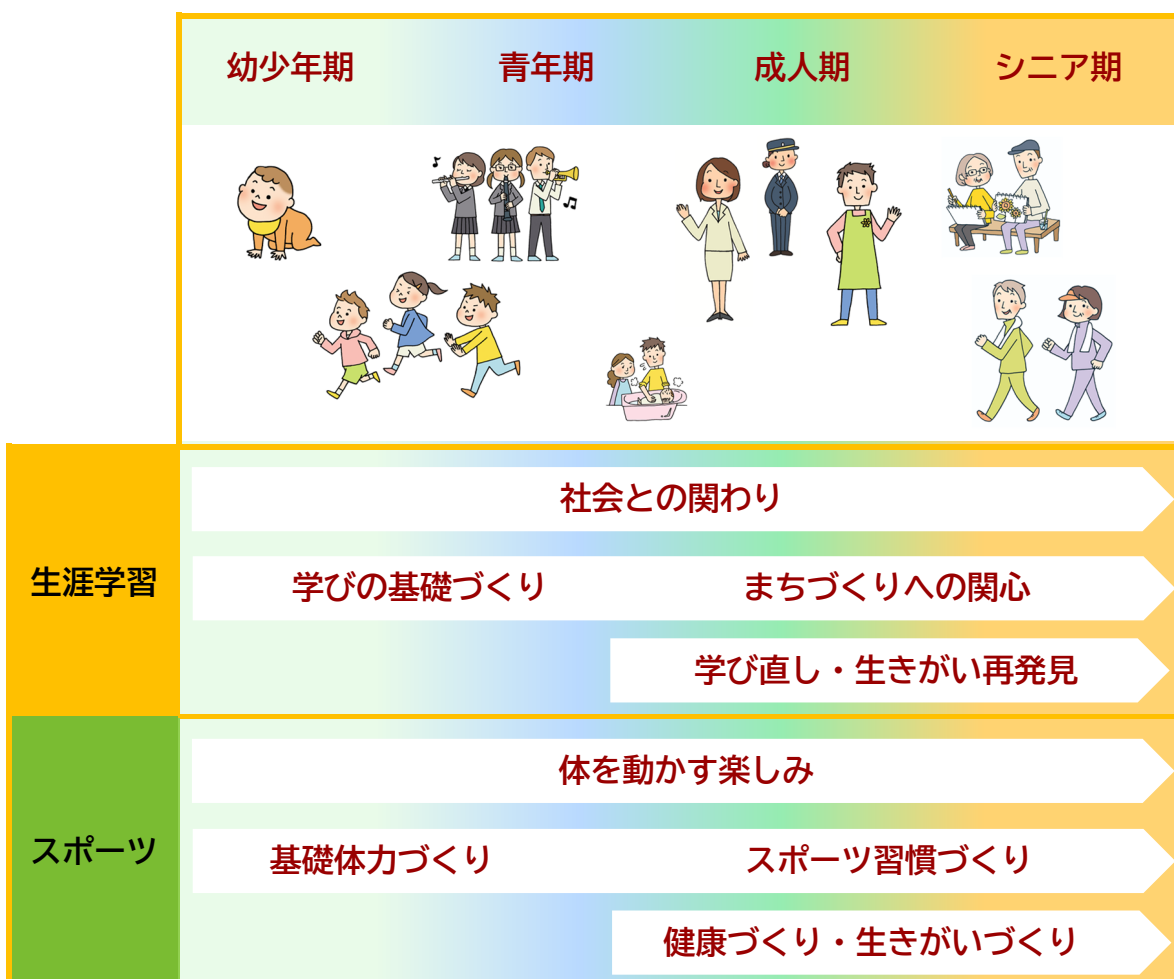 幼少年期 青年期 成人期 シニア期
社会との関わり
生涯学習
学びの基礎づくり まちづくりへの関心
学び直し・生きがい再発見
体を動かす楽しみ
スポーツ
基礎体力づくり スポーツ習慣づくり
健康づくり・生きがいづくり